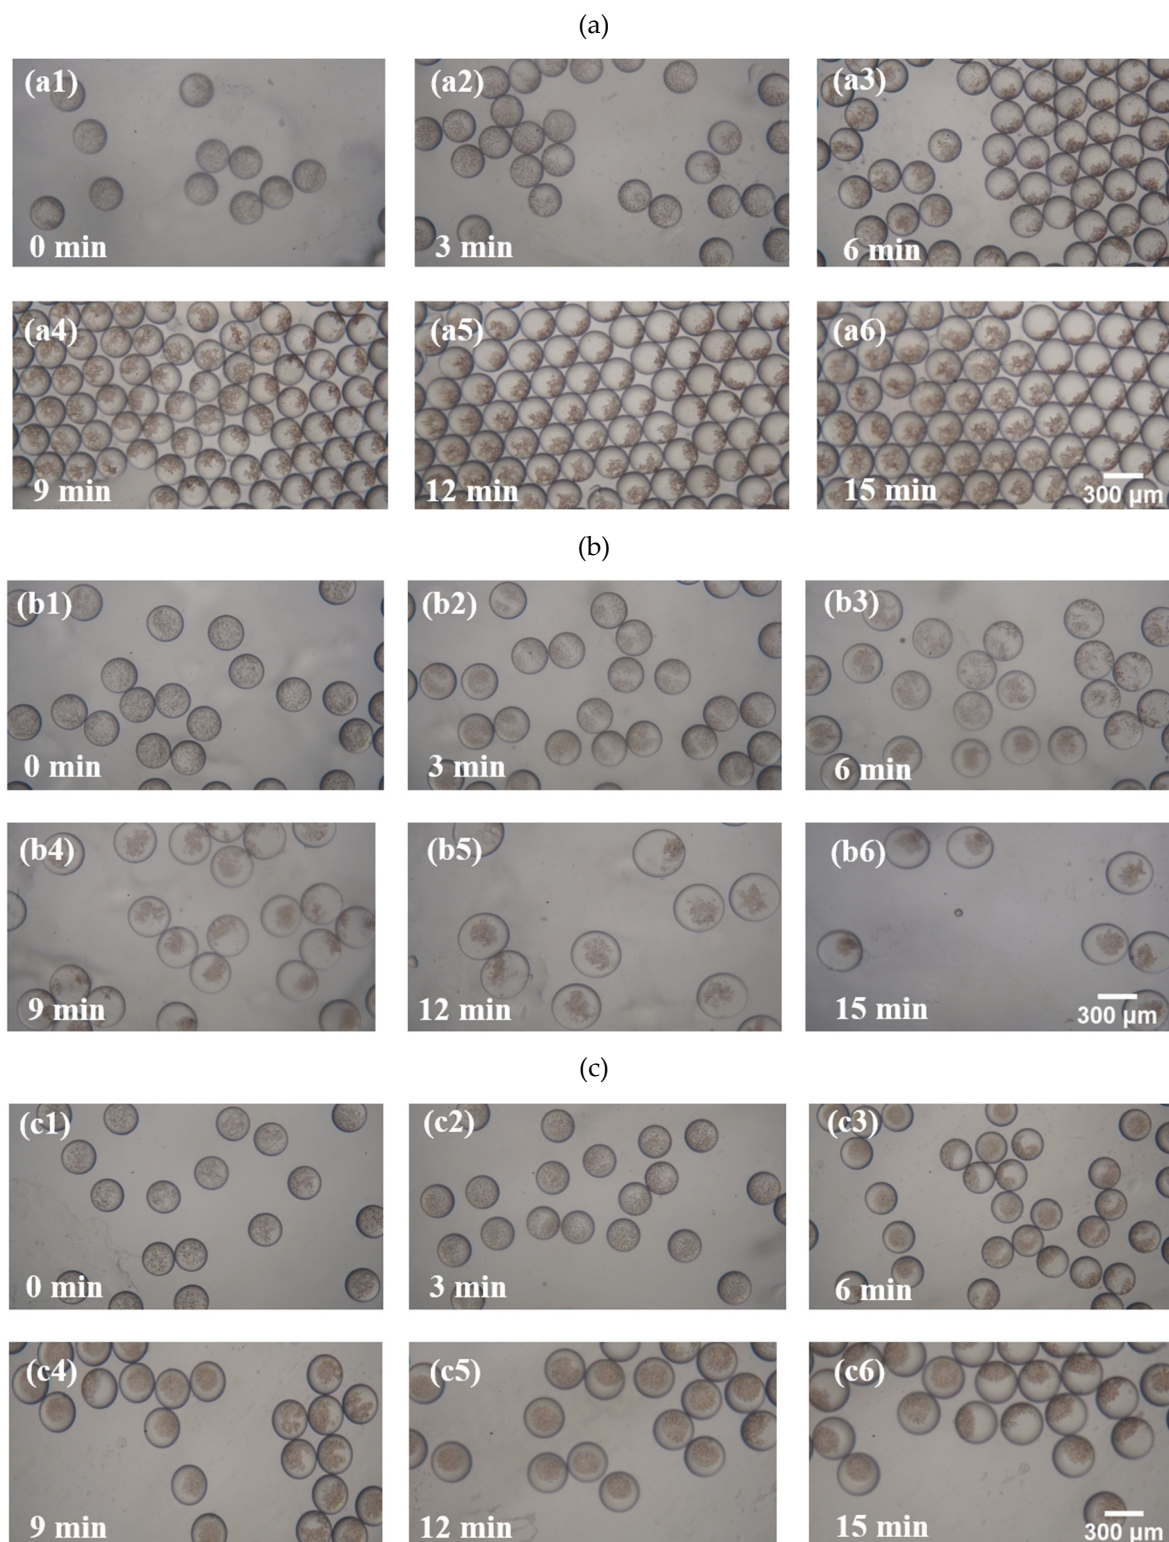 (a)
(a1)
(a2)
(a3)
0 min
3 min
6 min
(a4)
(a5)
(a6)
9 min
12 min
15 min
300 μm
(b)
(b1)
(b2)
(b3)
0 min
3 min
6 min
(b4)
(b5)
(b6)
9 min
12 min
15 min
300 μm
(c)
(c1)
(c2)
(c3)
0 min
3 min
6 min
(c4)
(c5)
(c6)
9 min
12 min
15 min
300 μm